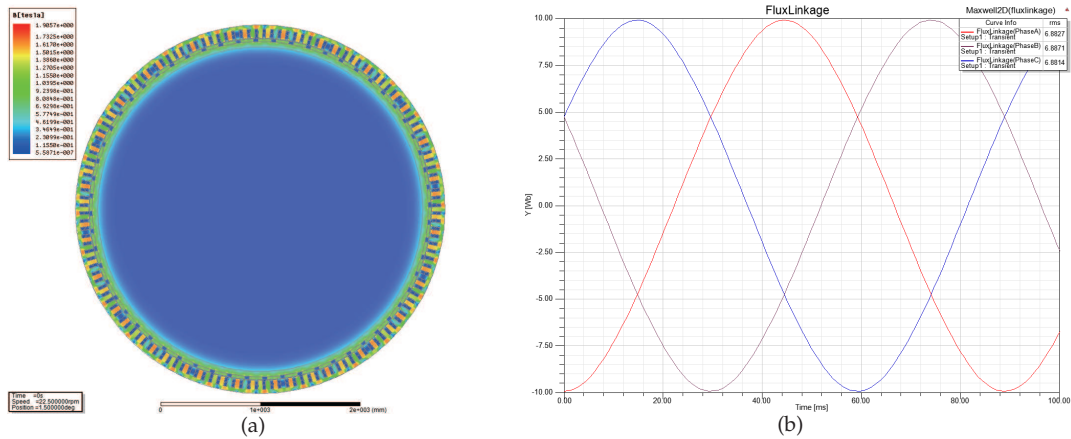 B[tesla]
1.9057e+000
1.7325e+000
1.6170e+000
1.5015e+000
1.3860e+000
1.2705e+000
1.1550e+000
1.0395e+000
9.2398e-001
8.0848e-001
6.9298e-001
5.7749e-001
4.6199e-001
3.4649e-001
2.3099e-001
1.1550e-001
5.5871e-007
Time =0s
Speed =22.500000rpm
Position =1.500000deg
0 1e+003 2e+003 (mm)
(a)
FluxLinkage
Maxwell2D(fluxlinkage)
Curve Info rms
FluxLinkage(PhaseA)
Setup1 : Transient 6.8827
FluxLinkage(PhaseB)
Setup1 : Transient 6.8871
FluxLinkage(PhaseC)
Setup1 : Transient 6.8814
Y [Wb]
10.00
7.50
5.00
2.50
0.00
-2.50
-5.00
-7.50
-10.00
0.00 20.00 40.00 60.00 80.00 100.00
Time [ms]
(b)